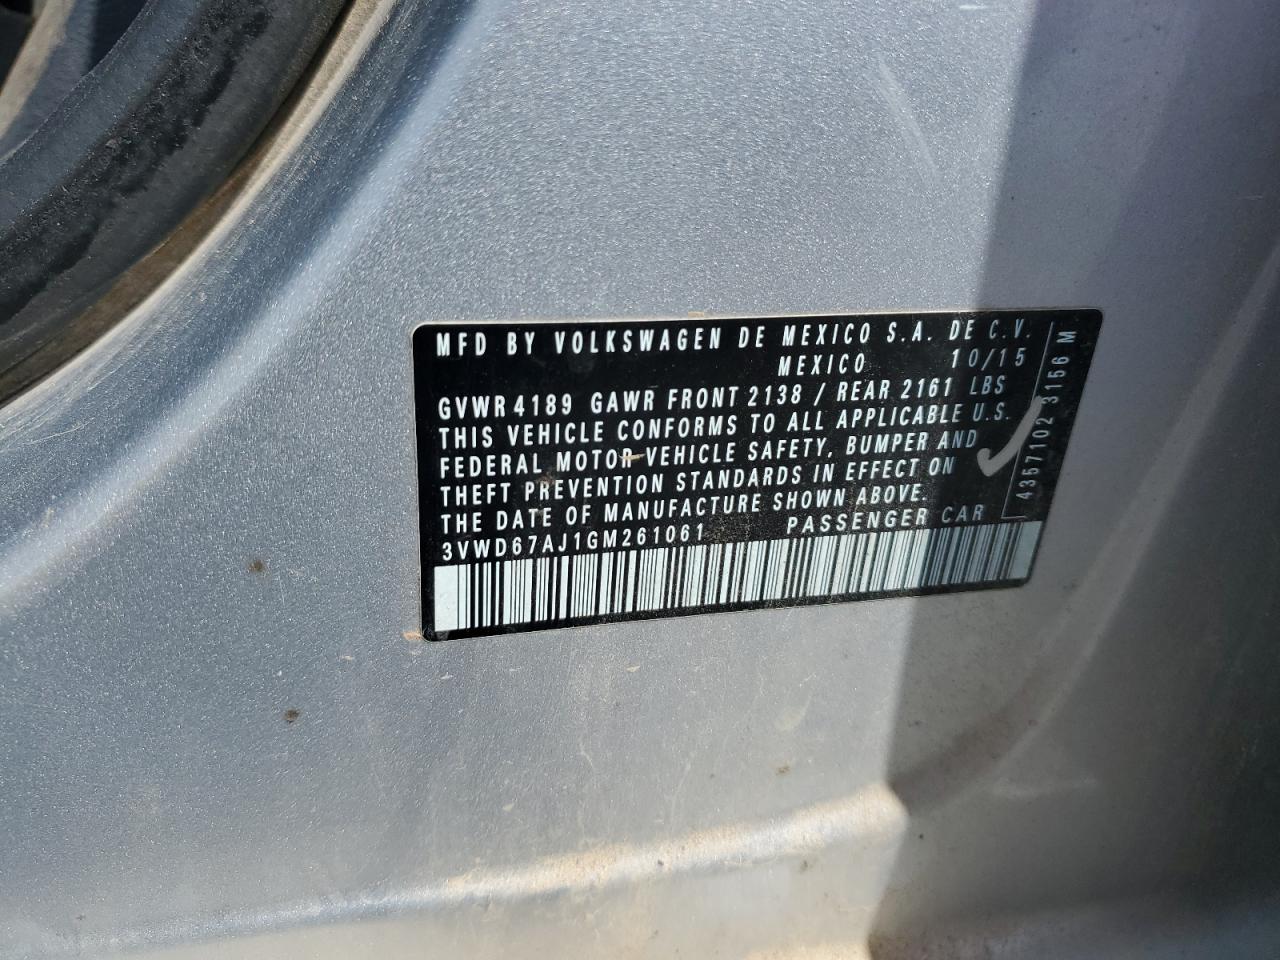 MFD BY VOLKSWAGEN DE MEXICO S.A. DE C.V.
MEXICO 10/15
GVWR 4189 GAWR FRONT 2138 / REAR 2161 LBS
THIS VEHICLE CONFORMS TO ALL APPLICABLE U.S.
FEDERAL MOTOR VEHICLE SAFETY, BUMPER AND
THEFT PREVENTION STANDARDS IN EFFECT ON
THE DATE OF MANUFACTURE SHOWN ABOVE.
3VWD67AJ1GM261061 PASSENGER CAR
4357102 3156 M